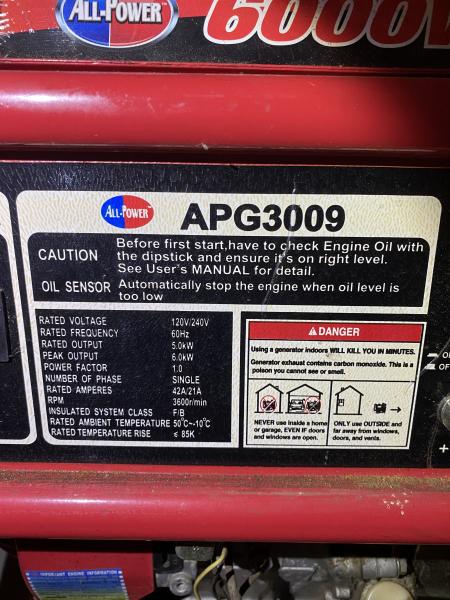 ALL-POWER 6000
ALL-POWER APG3009
CAUTION Before first start,have to check Engine Oil with
the dipstick and ensure it's on right level.
See User's MANUAL for detail.
OIL SENSOR Automatically stop the engine when oil level is
too low
RATED VOLTAGE 120V/240V
RATED FREQUENCY 60Hz
RATED OUTPUT 5.0kW
PEAK OUTPUT 6.0kW
POWER FACTOR 1.0
NUMBER OF PHASE SINGLE
RATED AMPERES 42A/21A
RPM 3600r/min
INSULATED SYSTEM CLASS F/B
RATED AMBIENT TEMPERATURE 50°C~-10°C
RATED TEMPERATURE RISE ≤ 85K
DANGER
Using a generator indoors WILL KILL YOU IN MINUTES.
Generator exhaust contains carbon monoxide. This is a
poison you cannot see or smell.
NEVER use inside a home
or garage, EVEN IF doors
and windows are open.
ONLY use OUTSIDE and
far away from windows,
doors, and vents.
IMPORTANT ENGINE INFORMATION